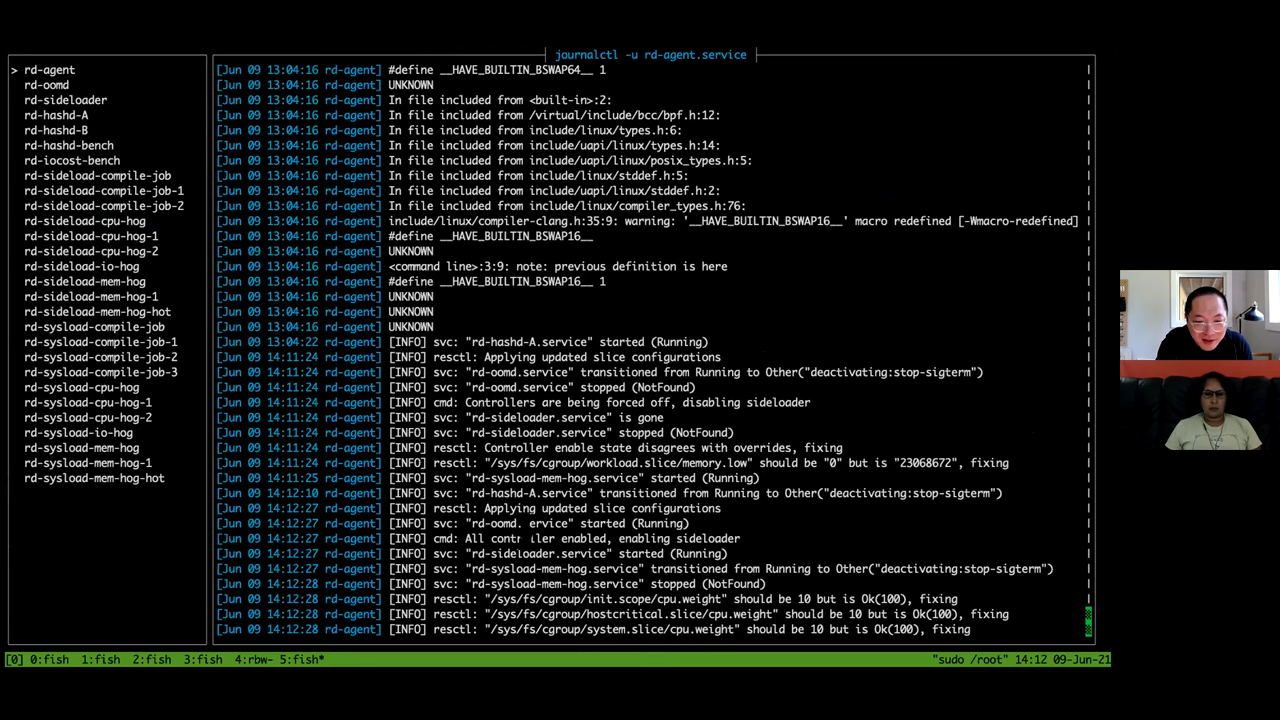 journalctl -u rd-agent.service
> rd-agent
rd-oomd
rd-sideloader
rd-hashd-A
rd-hashd-B
rd-hashd-bench
rd-iocost-bench
rd-sideload-compile-job
rd-sideload-compile-job-1
rd-sideload-compile-job-2
rd-sideload-cpu-hog
rd-sideload-cpu-hog-1
rd-sideload-cpu-hog-2
rd-sideload-io-hog
rd-sideload-mem-hog
rd-sideload-mem-hog-1
rd-sideload-mem-hog-hot
rd-sysload-compile-job
rd-sysload-compile-job-1
rd-sysload-compile-job-2
rd-sysload-compile-job-3
rd-sysload-cpu-hog
rd-sysload-cpu-hog-1
rd-sysload-cpu-hog-2
rd-sysload-io-hog
rd-sysload-mem-hog
rd-sysload-mem-hog-1
rd-sysload-mem-hog-hot
[Jun 09 13:04:16 rd-agent] #define __HAVE_BUILTIN_BSWAP64__ 1
[Jun 09 13:04:16 rd-agent] UNKNOWN
[Jun 09 13:04:16 rd-agent] In file included from <built-in>:2:
[Jun 09 13:04:16 rd-agent] In file included from /virtual/include/bcc/bpf.h:12:
[Jun 09 13:04:16 rd-agent] In file included from include/linux/types.h:6:
[Jun 09 13:04:16 rd-agent] In file included from include/uapi/linux/types.h:14:
[Jun 09 13:04:16 rd-agent] In file included from include/uapi/linux/posix_types.h:5:
[Jun 09 13:04:16 rd-agent] In file included from include/linux/stddef.h:5:
[Jun 09 13:04:16 rd-agent] In file included from include/uapi/linux/stddef.h:2:
[Jun 09 13:04:16 rd-agent] In file included from include/linux/compiler_types.h:76:
[Jun 09 13:04:16 rd-agent] include/linux/compiler-clang.h:35:9: warning: '__HAVE_BUILTIN_BSWAP16__' macro redefined [-Wmacro-redefined]
[Jun 09 13:04:16 rd-agent] #define __HAVE_BUILTIN_BSWAP16__
[Jun 09 13:04:16 rd-agent] UNKNOWN
[Jun 09 13:04:16 rd-agent] <command line>:3:9: note: previous definition is here
[Jun 09 13:04:16 rd-agent] #define __HAVE_BUILTIN_BSWAP16__ 1
[Jun 09 13:04:16 rd-agent] UNKNOWN
[Jun 09 13:04:16 rd-agent] UNKNOWN
[Jun 09 13:04:16 rd-agent] UNKNOWN
[Jun 09 13:04:22 rd-agent] [INFO] svc: "rd-hashd-A.service" started (Running)
[Jun 09 14:11:24 rd-agent] [INFO] resctl: Applying updated slice configurations
[Jun 09 14:11:24 rd-agent] [INFO] svc: "rd-oomd.service" transitioned from Running to Other("deactivating:stop-sigterm")
[Jun 09 14:11:24 rd-agent] [INFO] svc: "rd-oomd.service" stopped (NotFound)
[Jun 09 14:11:24 rd-agent] [INFO] cmd: Controllers are being forced off, disabling sideloader
[Jun 09 14:11:24 rd-agent] [INFO] svc: "rd-sideloader.service" is gone
[Jun 09 14:11:24 rd-agent] [INFO] svc: "rd-sideloader.service" stopped (NotFound)
[Jun 09 14:11:24 rd-agent] [INFO] resctl: Controller enable state disagrees with overrides, fixing
[Jun 09 14:11:24 rd-agent] [INFO] resctl: "/sys/fs/cgroup/workload.slice/memory.low" should be "0" but is "23068672", fixing
[Jun 09 14:11:25 rd-agent] [INFO] svc: "rd-sysload-mem-hog.service" started (Running)
[Jun 09 14:12:10 rd-agent] [INFO] svc: "rd-hashd-A.service" transitioned from Running to Other("deactivating:stop-sigterm")
[Jun 09 14:12:27 rd-agent] [INFO] resctl: Applying updated slice configurations
[Jun 09 14:12:27 rd-agent] [INFO] svc: "rd-oomd. ervice" started (Running)
[Jun 09 14:12:27 rd-agent] [INFO] cmd: All contr ler enabled, enabling sideloader
[Jun 09 14:12:27 rd-agent] [INFO] svc: "rd-sideloader.service" started (Running)
[Jun 09 14:12:27 rd-agent] [INFO] svc: "rd-sysload-mem-hog.service" transitioned from Running to Other("deactivating:stop-sigterm")
[Jun 09 14:12:28 rd-agent] [INFO] svc: "rd-sysload-mem-hog.service" stopped (NotFound)
[Jun 09 14:12:28 rd-agent] [INFO] resctl: "/sys/fs/cgroup/init.scope/cpu.weight" should be 10 but is Ok(100), fixing
[Jun 09 14:12:28 rd-agent] [INFO] resctl: "/sys/fs/cgroup/hostcritical.slice/cpu.weight" should be 10 but is Ok(100), fixing
[Jun 09 14:12:28 rd-agent] [INFO] resctl: "/sys/fs/cgroup/system.slice/cpu.weight" should be 10 but is Ok(100), fixing
[0] 0:fish 1:fish 2:fish 3:fish 4:rbw- 5:fish* "sudo /root" 14:12 09-Jun-21